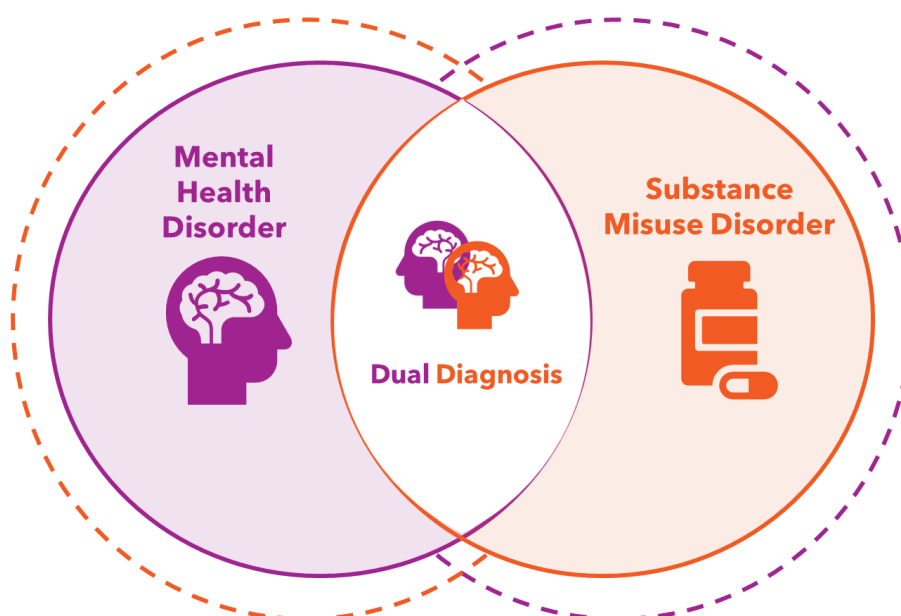 Mental
Health
Disorder
Substance
Misuse Disorder
Dual Diagnosis